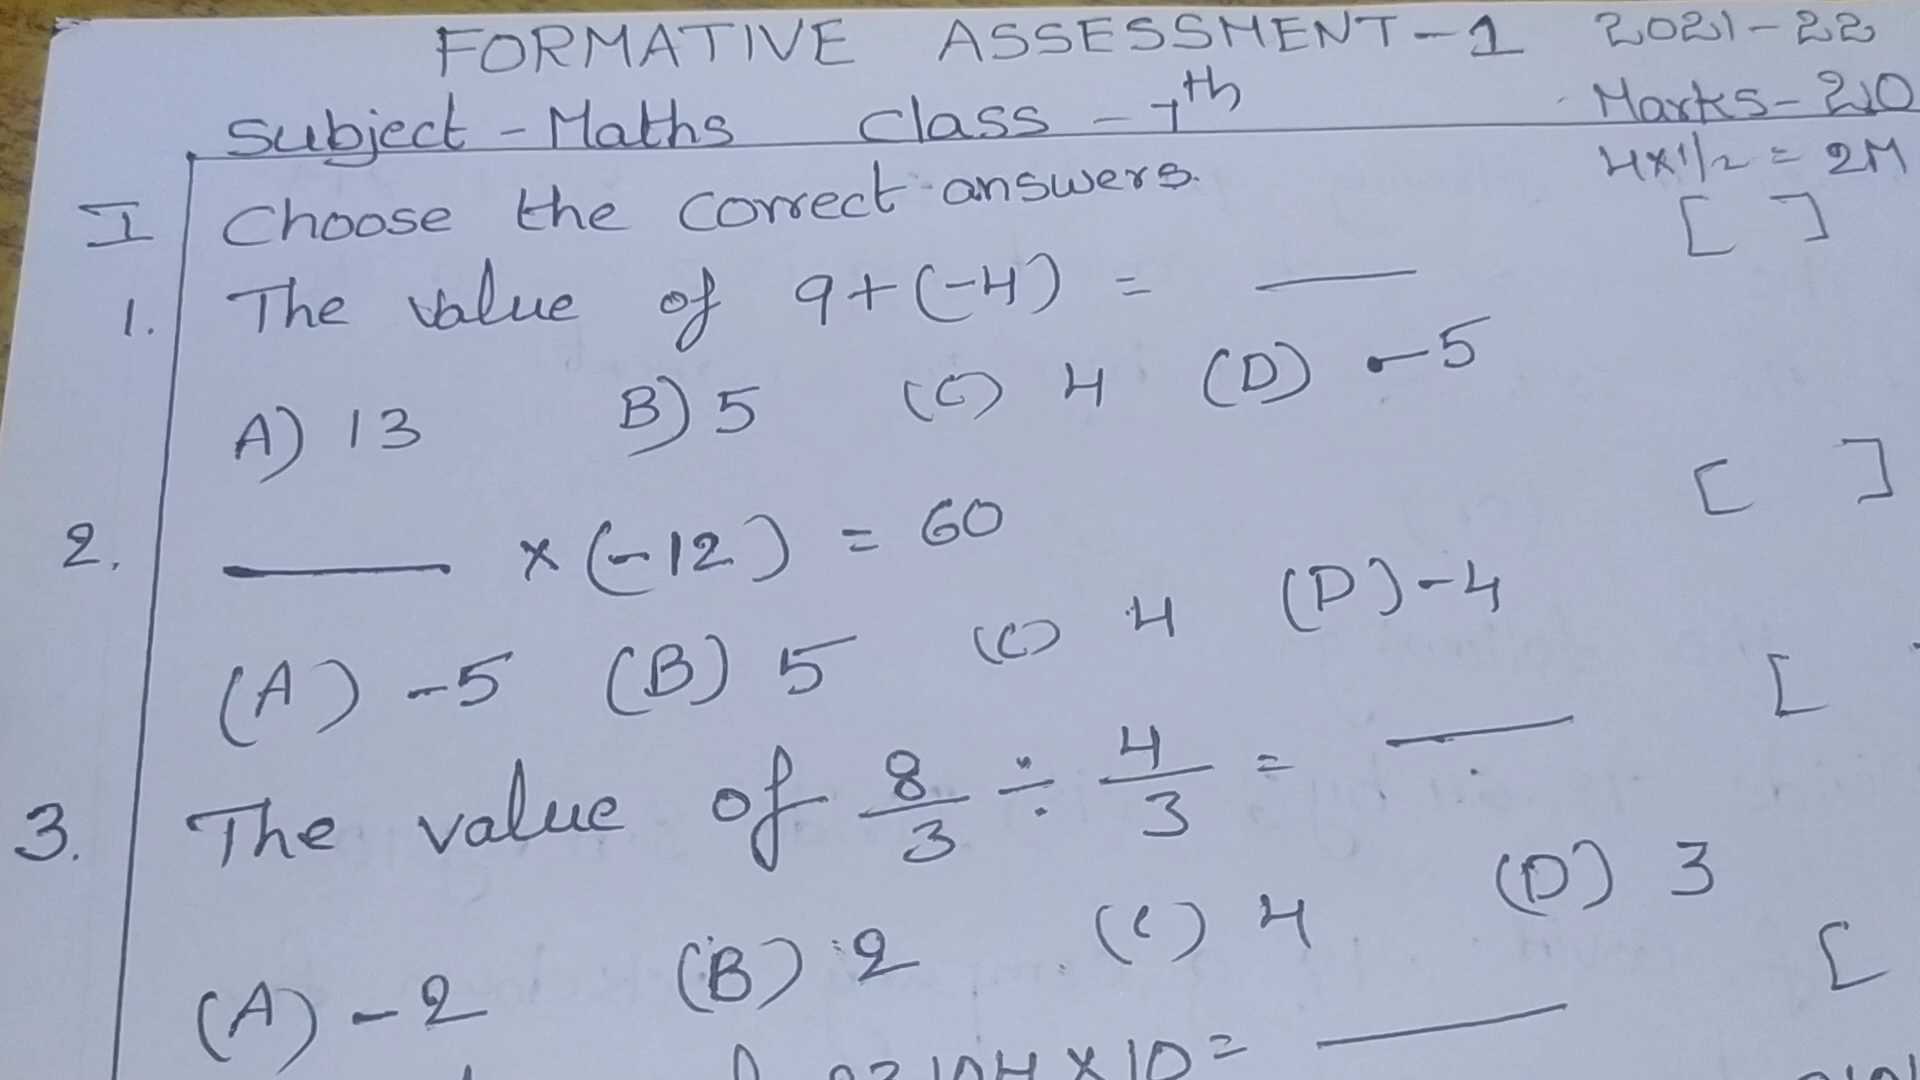 FORMATIVE ASSESSMENT-1 2021-22
Subject-Maths Class-7th Marks-20
I Choose the correct answers. 4×1/2=2M
1. The value of 9+(-4) = ____ [ ]
A) 13 B) 5 (C) 4 (D) -5
2. ____ ×(-12) = 60 [ ]
(A) -5 (B) 5 (C) 4 (D) -4
3. The value of 8/3 ÷ 4/3 = ____ [
(A) -2 (B) 2 (C) 4 (D) 3
×10= ____ [